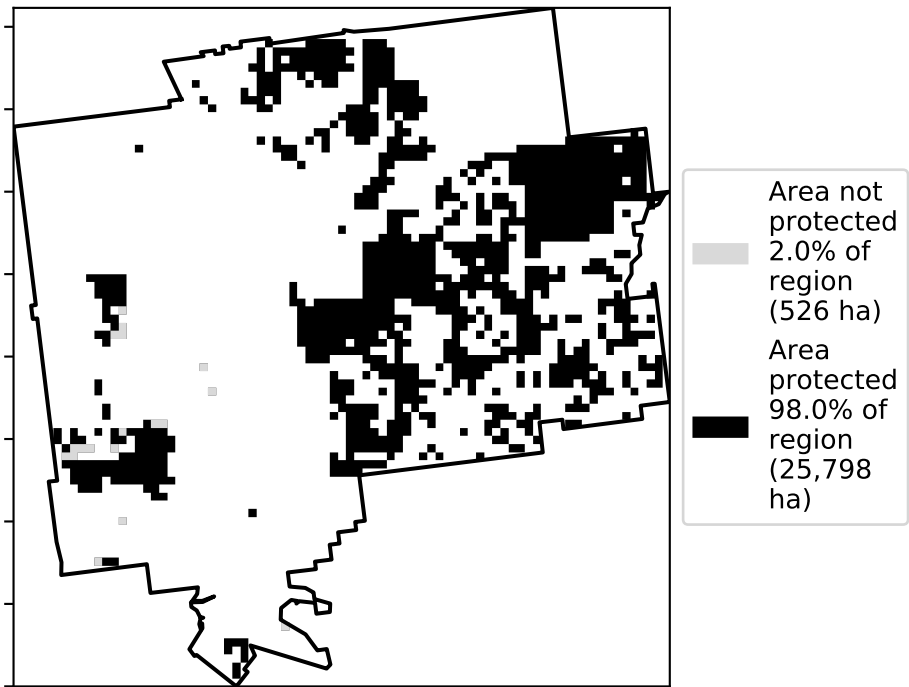 Area not
protected
2.0% of
region
(526 ha)
Area
protected
98.0% of
region
(25,798
ha)